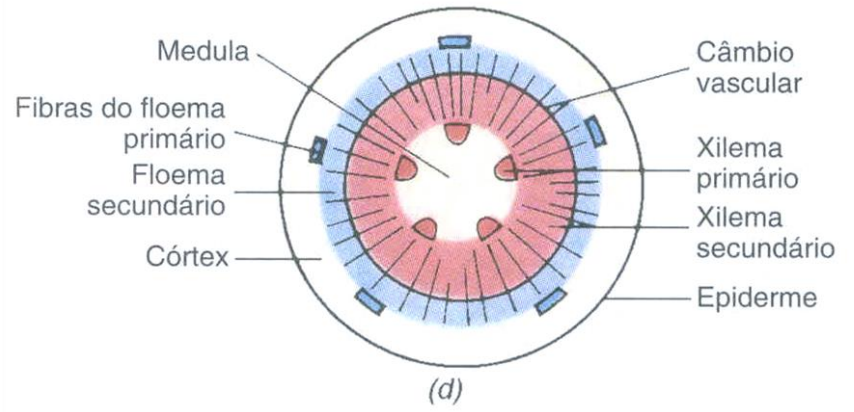 Medula
Fibras do floema
primário
Floema
secundário
Córtex
Câmbio
vascular
Xilema
primário
Xilema
secundário
Epiderme
(d)